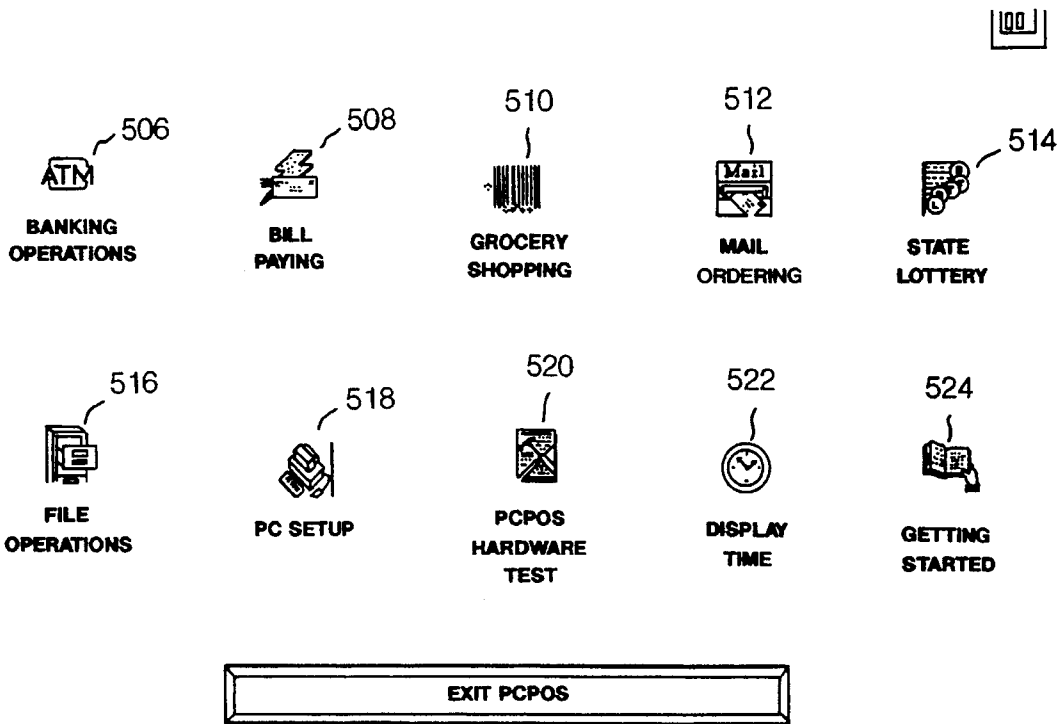 506
508
510
512
514
ATM
Mail
BANKING
OPERATIONS
BILL
PAYING
GROCERY
SHOPPING
MAIL
ORDERING
STATE
LOTTERY
516
518
520
522
524
FILE
OPERATIONS
PC SETUP
PCPOS
HARDWARE
TEST
DISPLAY
TIME
GETTING
STARTED
EXIT PCPOS